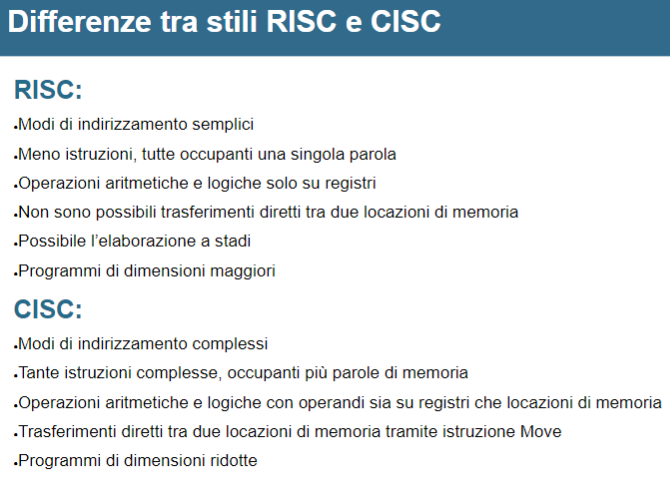 Differenze tra stili RISC e CISC
RISC:
.Modi di indirizzamento semplici
.Meno istruzioni, tutte occupanti una singola parola
.Operazioni aritmetiche e logiche solo su registri
.Non sono possibili trasferimenti diretti tra due locazioni di memoria
.Possibile l'elaborazione a stadi
.Programmi di dimensioni maggiori
CISC:
.Modi di indirizzamento complessi
.Tante istruzioni complesse, occupanti più parole di memoria
.Operazioni aritmetiche e logiche con operandi sia su registri che locazioni di memoria
.Trasferimenti diretti tra due locazioni di memoria tramite istruzione Move
.Programmi di dimensioni ridotte